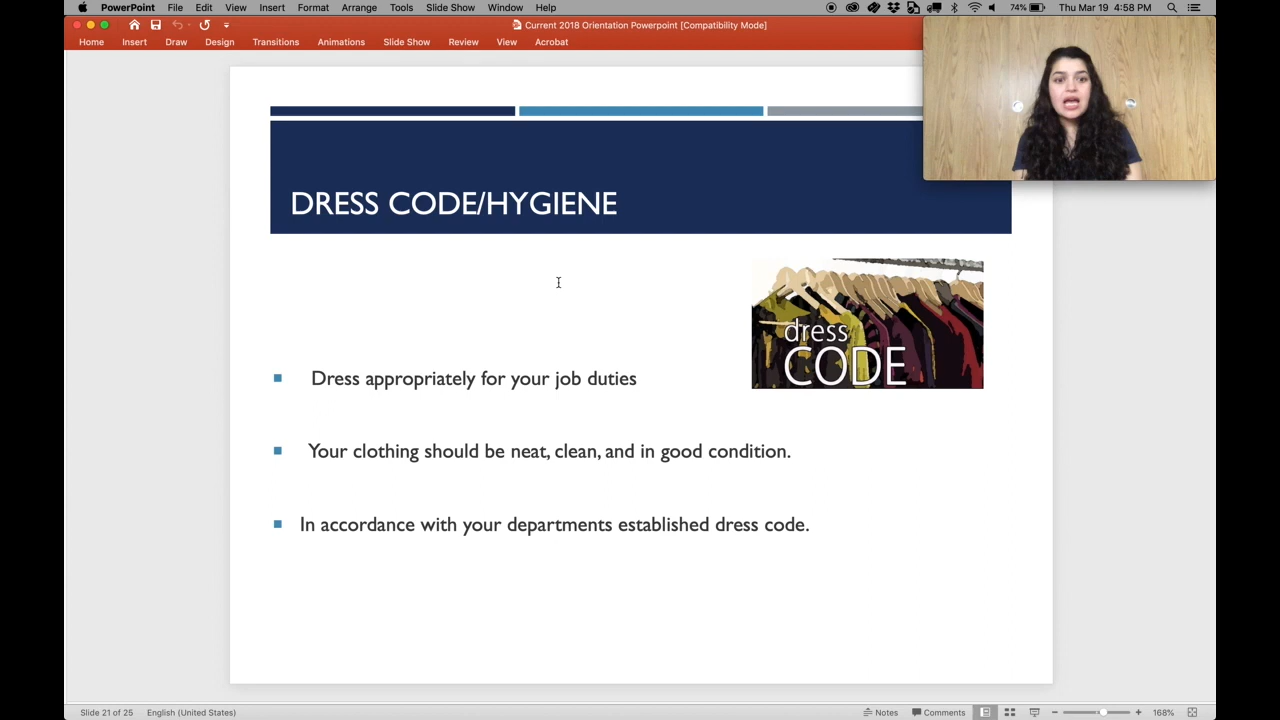 PowerPoint File Edit View Insert Format Arrange Tools Slide Show Window Help 74% Thu Mar 19 4:58 PM
Current 2018 Orientation Powerpoint [Compatibility Mode]
Home Insert Draw Design Transitions Animations Slide Show Review View Acrobat
DRESS CODE/HYGIENE
dress
CODE
Dress appropriately for your job duties
Your clothing should be neat, clean, and in good condition.
In accordance with your departments established dress code.
Slide 21 of 25 English (United States) Notes Comments 168%